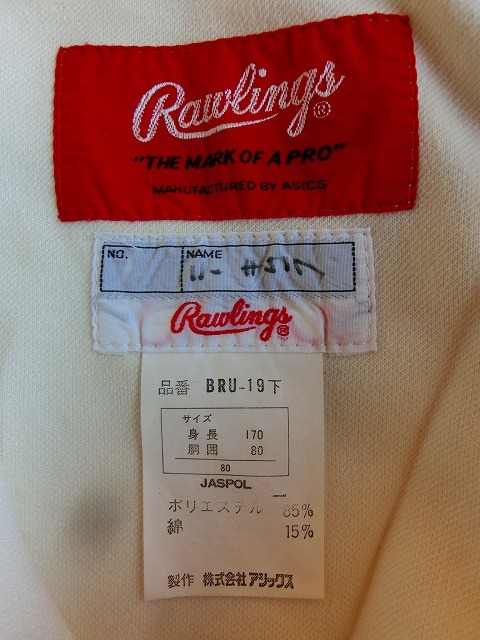 Rawlings®
"THE MARK OF A PRO"
MANUFACTURED BY ASICS
NO. NAME
Rawlings®
品番 BRU-19下
サイズ
身長 170
胴囲 80
80
JASPOL
ポリエステル 85%
綿 15%
製作 株式会社アシックス